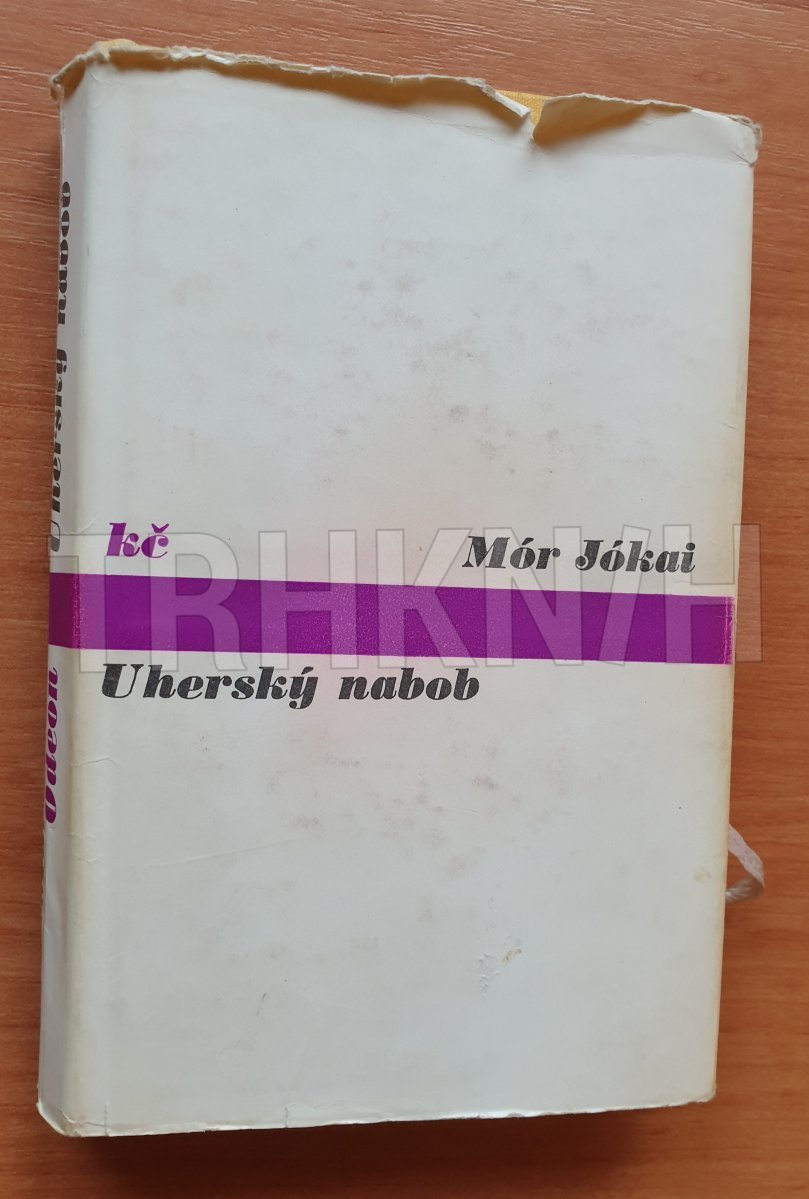 kč
Mór Jókai
Uherský nabob
Uherský nabob
Odeon
TRHKNIH